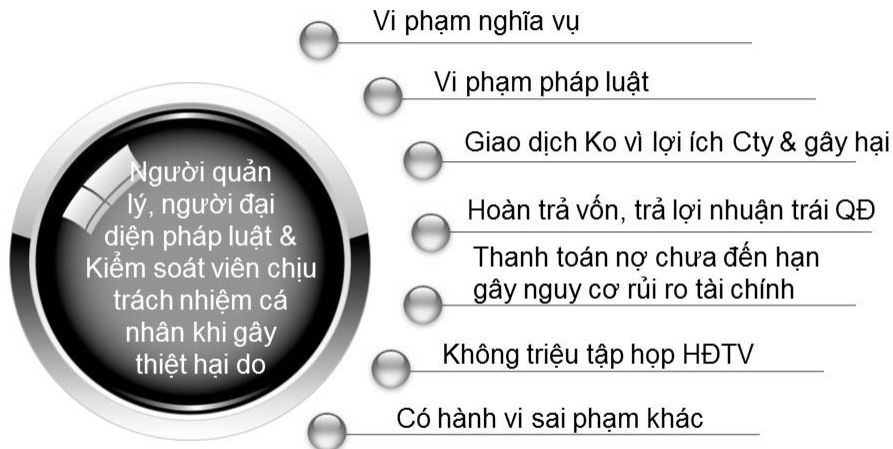 Người quản
lý, người đại
diện pháp luật &
Kiểm soát viên chịu
trách nhiệm cá
nhân khi gây
thiệt hại do
Vi phạm nghĩa vụ
Vi phạm pháp luật
Giao dịch Ko vì lợi ích Cty & gây hại
Hoàn trả vốn, trả lợi nhuận trái QĐ
Thanh toán nợ chưa đến hạn
gây nguy cơ rủi ro tài chính
Không triệu tập họp HĐTV
Có hành vi sai phạm khác